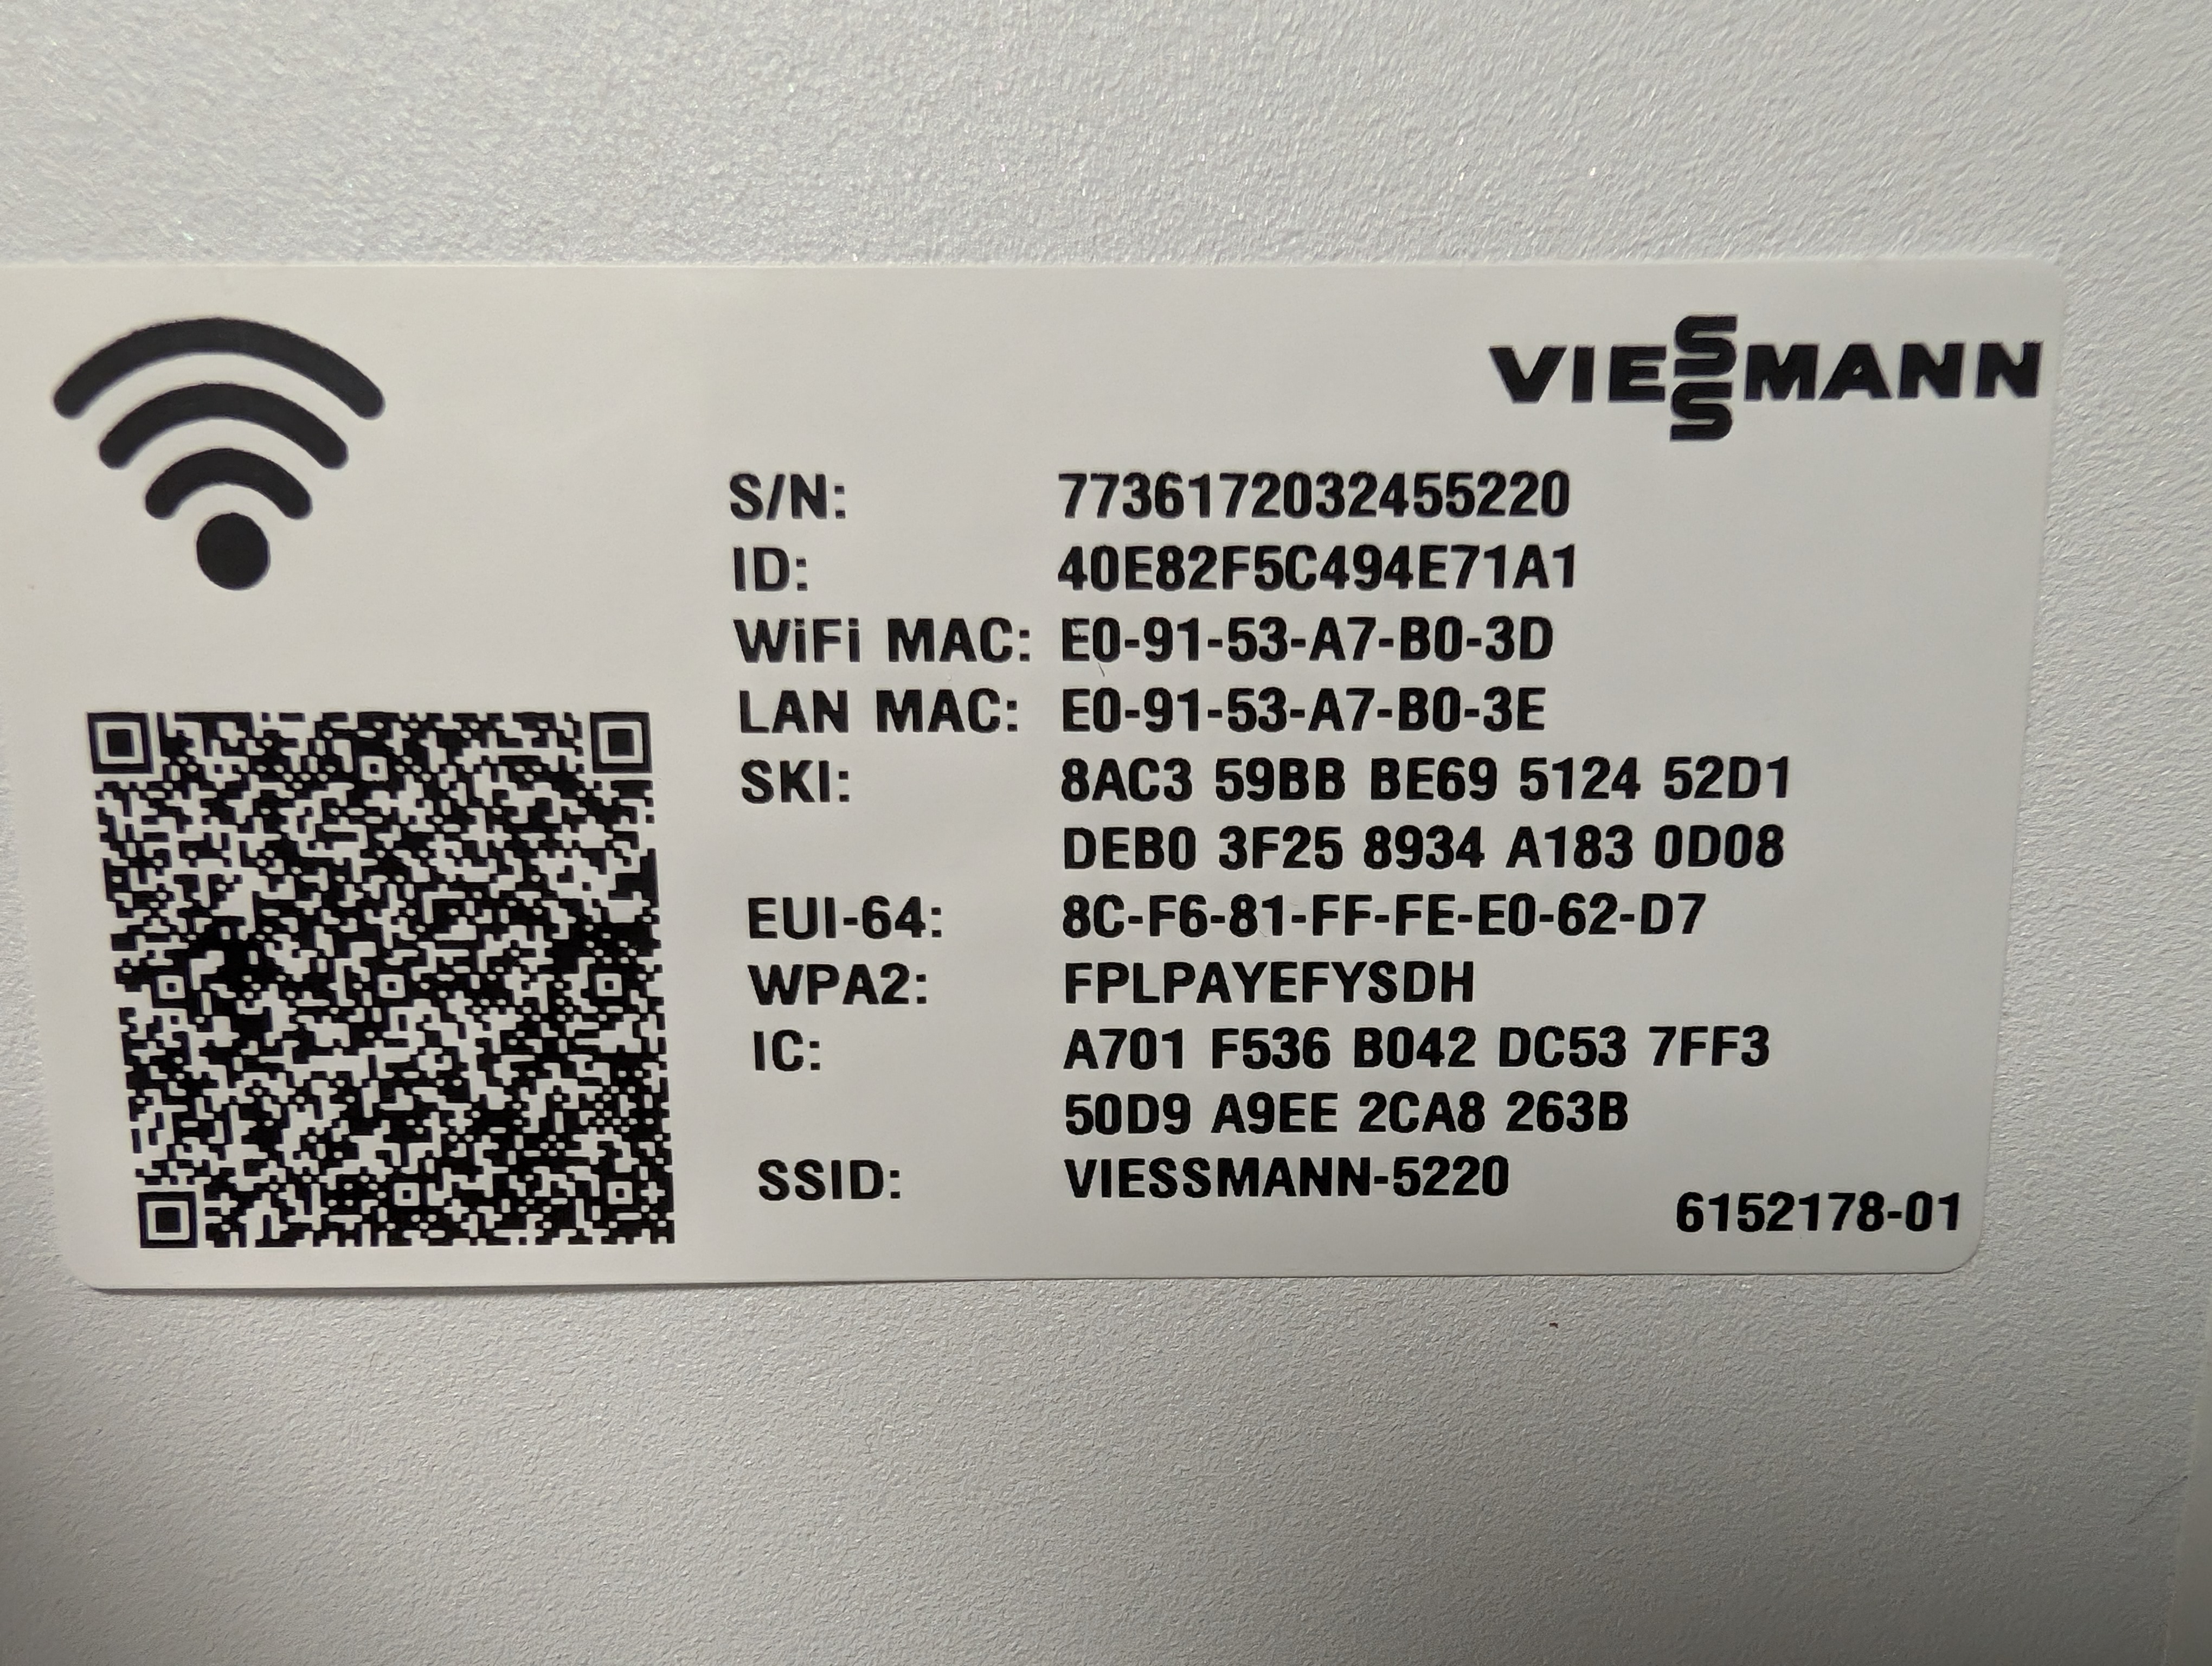 VIESSMANN
S/N: 7736172032455220
ID: 40E82F5C494E71A1
WiFi MAC: E0-91-53-A7-B0-3D
LAN MAC: E0-91-53-A7-B0-3E
SKI: 8AC3 59BB BE69 5124 52D1
DEB0 3F25 8934 A183 0D08
EUI-64: 8C-F6-81-FF-FE-E0-62-D7
WPA2: FPLPAYEFYSDH
IC: A701 F536 B042 DC53 7FF3
50D9 A9EE 2CA8 263B
SSID: VIESSMANN-5220
6152178-01